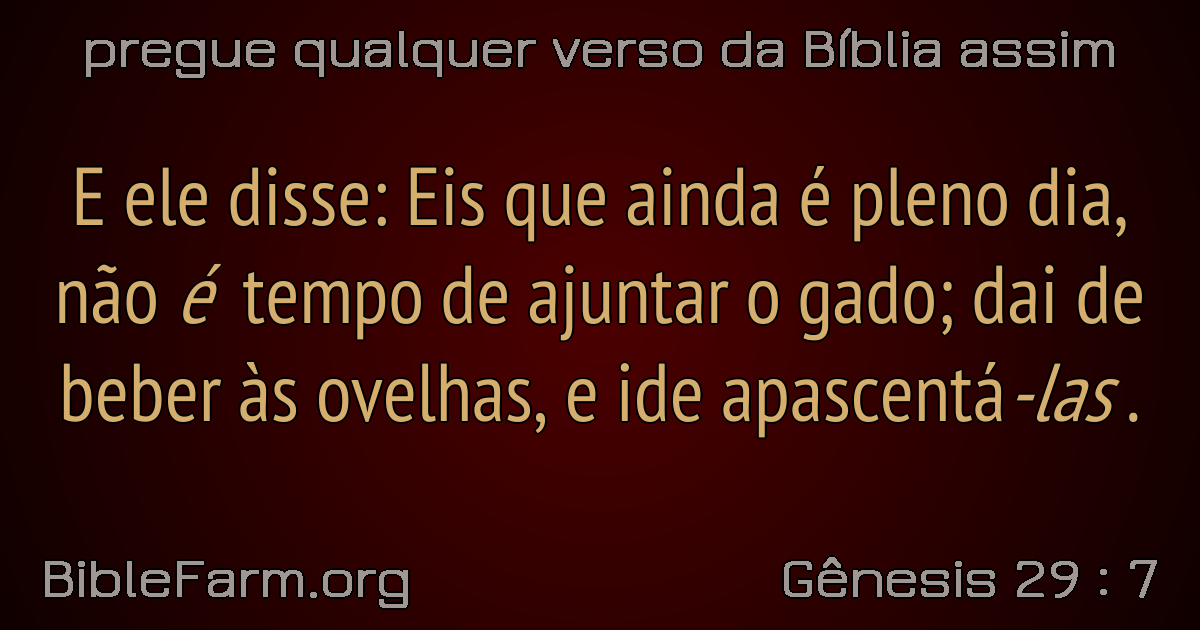 pregue qualquer verso da Bíblia assim
E ele disse: Eis que ainda é pleno dia,
não é tempo de ajuntar o gado; dai de
beber às ovelhas, e ide apascentá-las.
BibleFarm.org
Gênesis 29 : 7